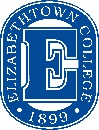 ELIZABETHTOWN COLLEGE
E
· 1899 ·